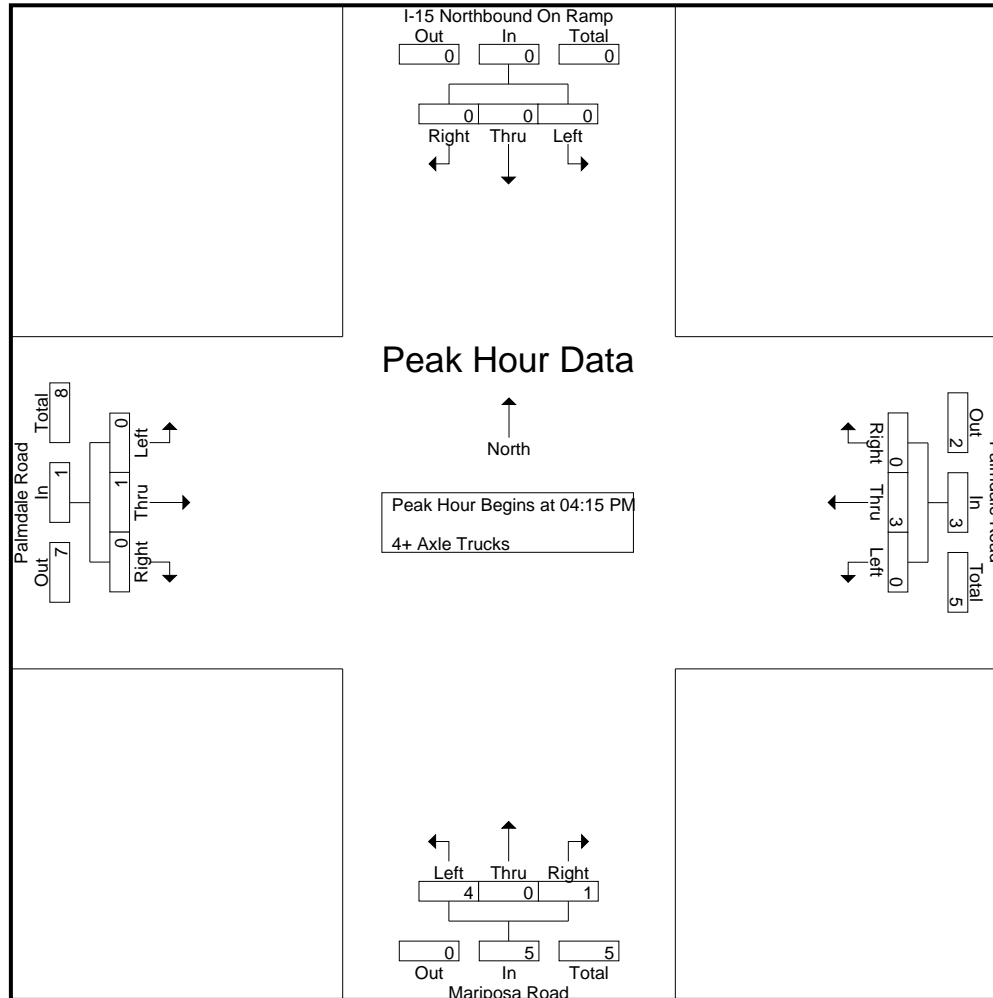 I-15 Northbound On Ramp
Out In Total
0 0 0
0 0 0
Right Thru Left
Peak Hour Data
North
Peak Hour Begins at 04:15 PM
4+ Axle Trucks
Palmdale Road
Total In Out
8 1 7
0 1 0
Left Thru Right
Right Thru Left
0 3 0
2 3 5
Out In Total
Road
Left Thru Right
4 0 1
0 5 5
Out In Total
Mariposa Road